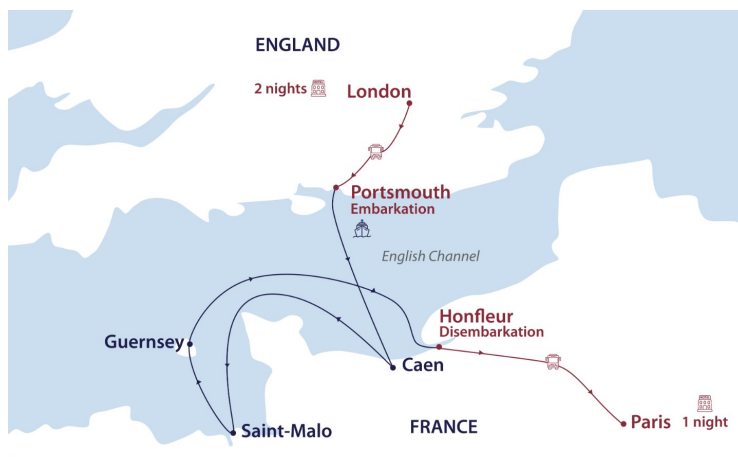 ENGLAND
2 nights
London
Portsmouth
Embarkation
English Channel
Honfleur
Disembarkation
Guernsey
Caen
Saint-Malo
FRANCE
Paris
1 night